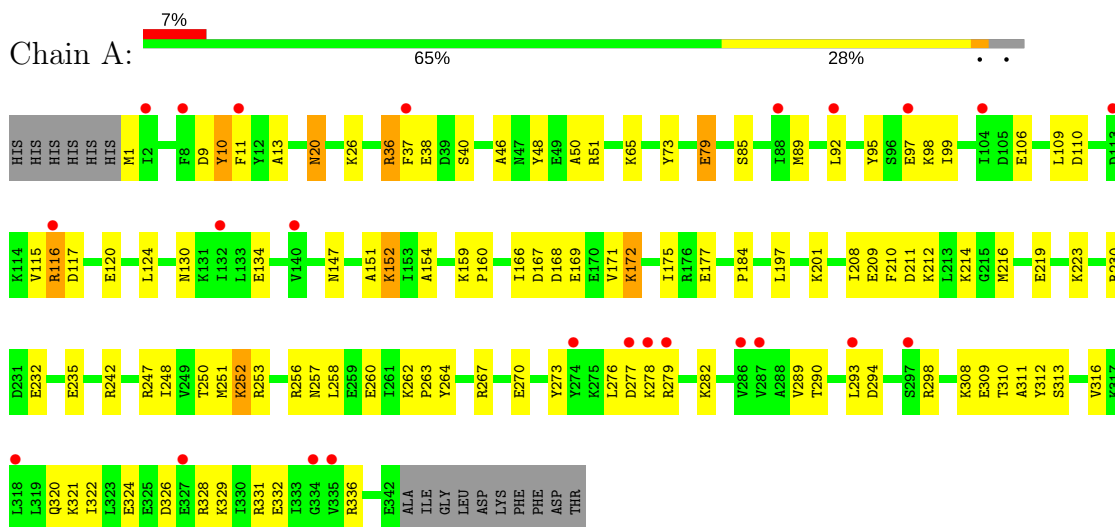 7%
Chain A:
65% 28% • •
HIS HIS HIS HIS HIS HIS M1 I2 F8 D9 Y10 F11 Y12 A13 N20 K26 R36 F37 E38 D39 S40 A46 N47 Y48 E49 A50 R51 K65 Y73 E79 S85 I88 M89 L92 Y95 S96 E97 K98 I99 I104 D105 E106 L109 D110 D113
K114 V115 R116 D117 E120 L124 N130 K131 I132 L133 E134 V140 N147 A151 K152 I153 A154 K159 P160 I166 D167 D168 E169 E170 V171 K172 I175 R176 E177 P184 L197 K201 I208 E209 F210 D211 K212 L213 K214 G215 M216 E219 K223 R230
D231 E232 E235 R242 R247 I248 V249 T250 M251 K252 R253 R256 N257 L258 E259 E260 I261 K262 P263 Y264 R267 E270 Y273 Y274 K275 L276 D277 K278 R279 K282 V286 V287 A288 V289 T290 L293 D294 S297 R298 K308 E309 T310 A311 Y312 S313 V316 K317
L318 L319 Q320 K321 I322 L323 E324 E325 D326 E327 R328 K329 I330 R331 E332 I333 G334 V335 R336 E342 ALA ILE GLY LEU ASP LYS PHE PHE ASP THR